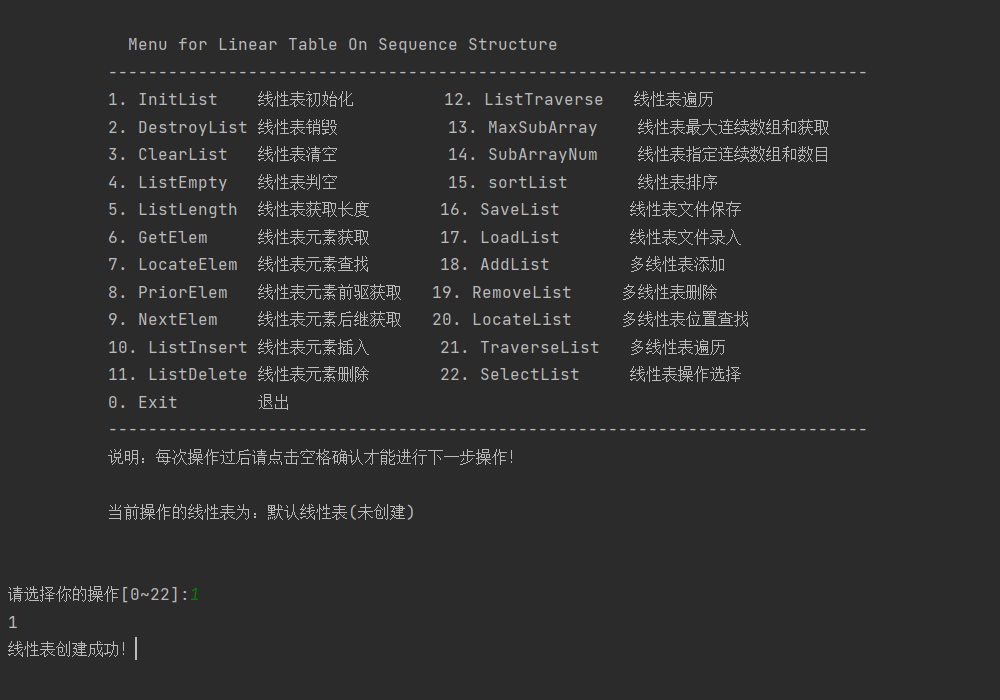 Menu for Linear Table On Sequence Structure
----------------------------------------------------------------------------
1. InitList 线性表初始化 12. ListTraverse 线性表遍历
2. DestroyList 线性表销毁 13. MaxSubArray 线性表最大连续数组和获取
3. ClearList 线性表清空 14. SubArrayNum 线性表指定连续数组和数目
4. ListEmpty 线性表判空 15. sortList 线性表排序
5. ListLength 线性表获取长度 16. SaveList 线性表文件保存
6. GetElem 线性表元素获取 17. LoadList 线性表文件录入
7. LocateElem 线性表元素查找 18. AddList 多线性表添加
8. PriorElem 线性表元素前驱获取 19. RemoveList 多线性表删除
9. NextElem 线性表元素后继获取 20. LocateList 多线性表位置查找
10. ListInsert 线性表元素插入 21. TraverseList 多线性表遍历
11. ListDelete 线性表元素删除 22. SelectList 线性表操作选择
0. Exit 退出
----------------------------------------------------------------------------
说明：每次操作过后请点击空格确认才能进行下一步操作！
当前操作的线性表为：默认线性表(未创建)
请选择你的操作[0~22]:1
1
线性表创建成功！